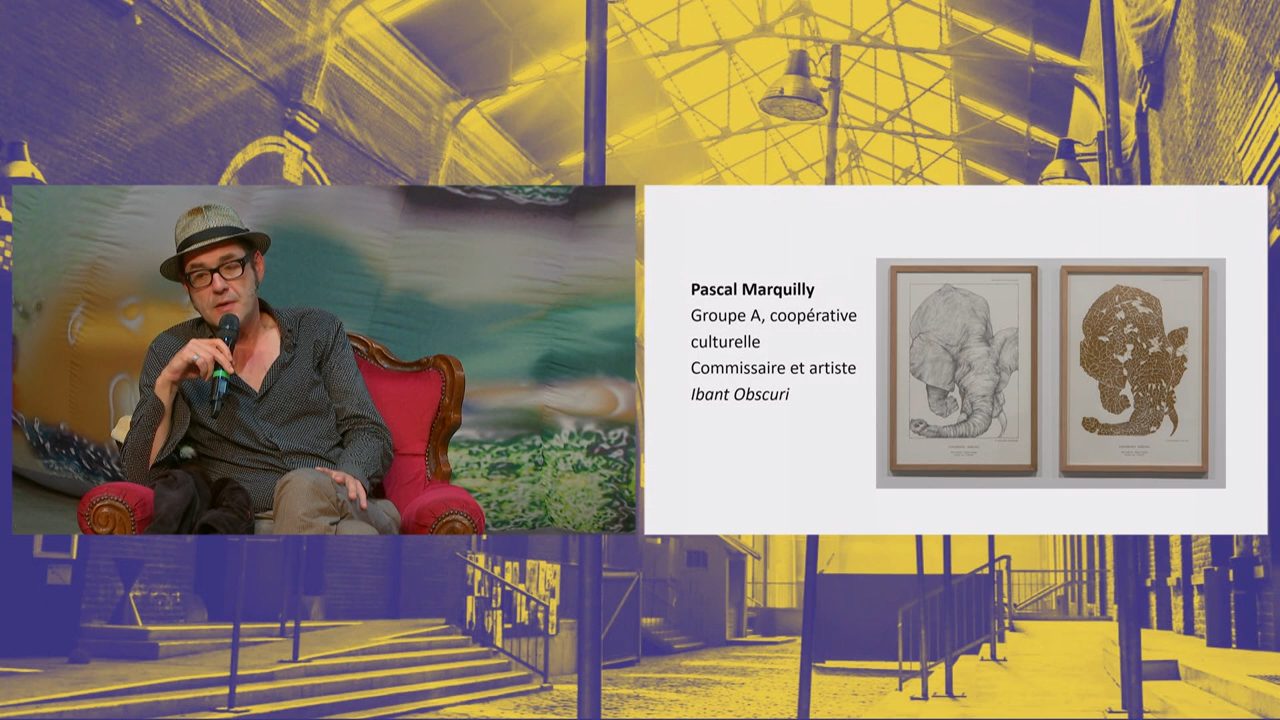 Pascal Marquilly
Groupe A, coopérative
culturelle
Commissaire et artiste
Ibant Obscuri